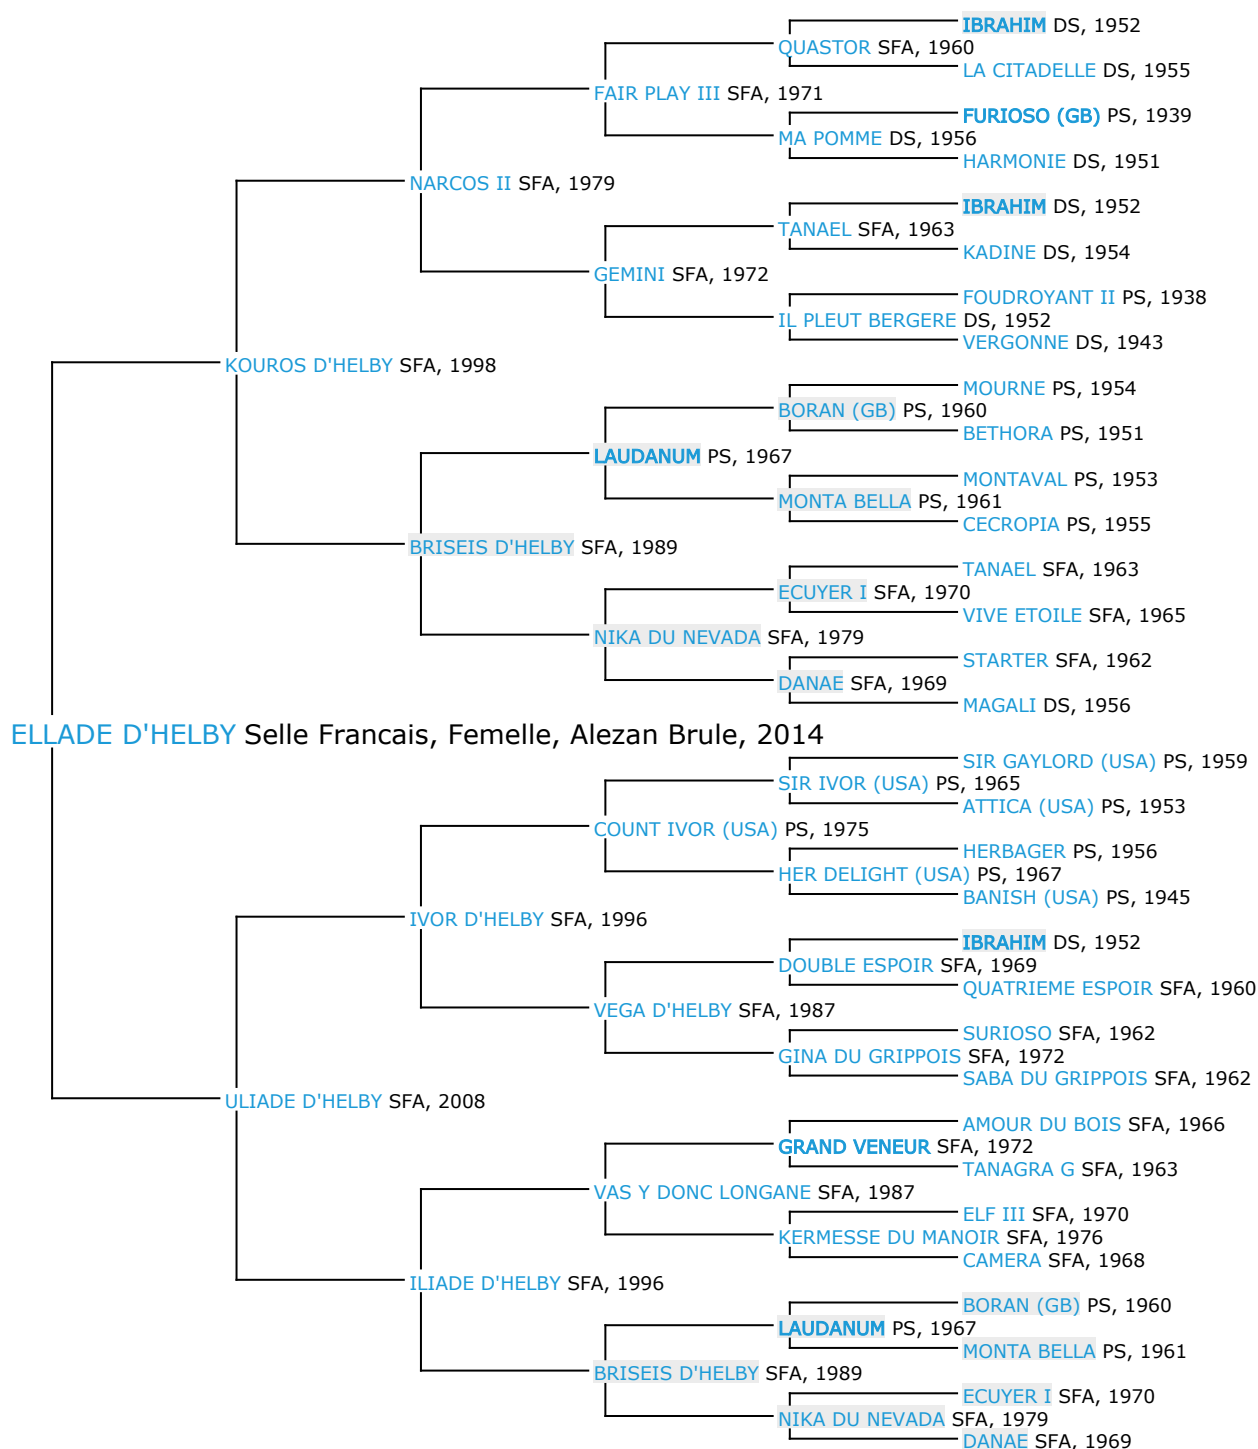 IBRAHIM DS, 1952
QUASTOR SFA, 1960
LA CITADELLE DS, 1955
FAIR PLAY III SFA, 1971
FURIOSO (GB) PS, 1939
MA POMME DS, 1956
HARMONIE DS, 1951
NARCOS II SFA, 1979
IBRAHIM DS, 1952
TANAEL SFA, 1963
KADINE DS, 1954
GEMINI SFA, 1972
FOUDROYANT II PS, 1938
IL PLEUT BERGERE DS, 1952
VERGONNE DS, 1943
KOUROS D'HELBY SFA, 1998
MOURNE PS, 1954
BORAN (GB) PS, 1960
BETHORA PS, 1951
LAUDANUM PS, 1967
MONTAVAL PS, 1953
MONTA BELLA PS, 1961
CECROPIA PS, 1955
BRISEIS D'HELBY SFA, 1989
TANAEL SFA, 1963
ECUYER I SFA, 1970
VIVE ETOILE SFA, 1965
NIKA DU NEVADA SFA, 1979
STARTER SFA, 1962
DANAE SFA, 1969
MAGALI DS, 1956
ELLADE D'HELBY Selle Francais, Femelle, Alezan Brule, 2014
SIR GAYLORD (USA) PS, 1959
SIR IVOR (USA) PS, 1965
ATTICA (USA) PS, 1953
COUNT IVOR (USA) PS, 1975
HERBAGER PS, 1956
HER DELIGHT (USA) PS, 1967
BANISH (USA) PS, 1945
IVOR D'HELBY SFA, 1996
IBRAHIM DS, 1952
DOUBLE ESPOIR SFA, 1969
QUATRIEME ESPOIR SFA, 1960
VEGA D'HELBY SFA, 1987
SURIOSO SFA, 1962
GINA DU GRIPPOIS SFA, 1972
SABA DU GRIPPOIS SFA, 1962
ULIADE D'HELBY SFA, 2008
AMOUR DU BOIS SFA, 1966
GRAND VENEUR SFA, 1972
TANAGRA G SFA, 1963
VAS Y DONC LONGANE SFA, 1987
ELF III SFA, 1970
KERMESSE DU MANOIR SFA, 1976
CAMERA SFA, 1968
ILIADE D'HELBY SFA, 1996
BORAN (GB) PS, 1960
LAUDANUM PS, 1967
MONTA BELLA PS, 1961
BRISEIS D'HELBY SFA, 1989
ECUYER I SFA, 1970
NIKA DU NEVADA SFA, 1979
DANAE SFA, 1969